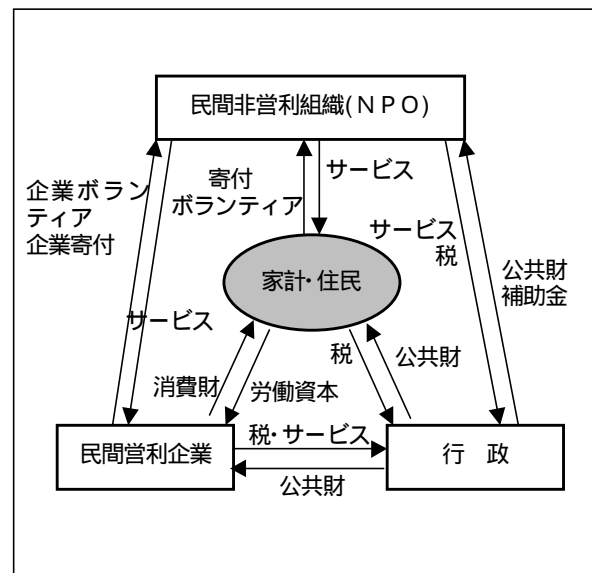 民間非営利組織(ＮＰＯ)
企業ボラン
ティア
企業寄付
寄付
ボランティア
サービス
サービス
税
公共財
補助金
家計・住民
サービス
消費財
労働資本
税
公共財
民間営利企業
税・サービス
公共財
行　政